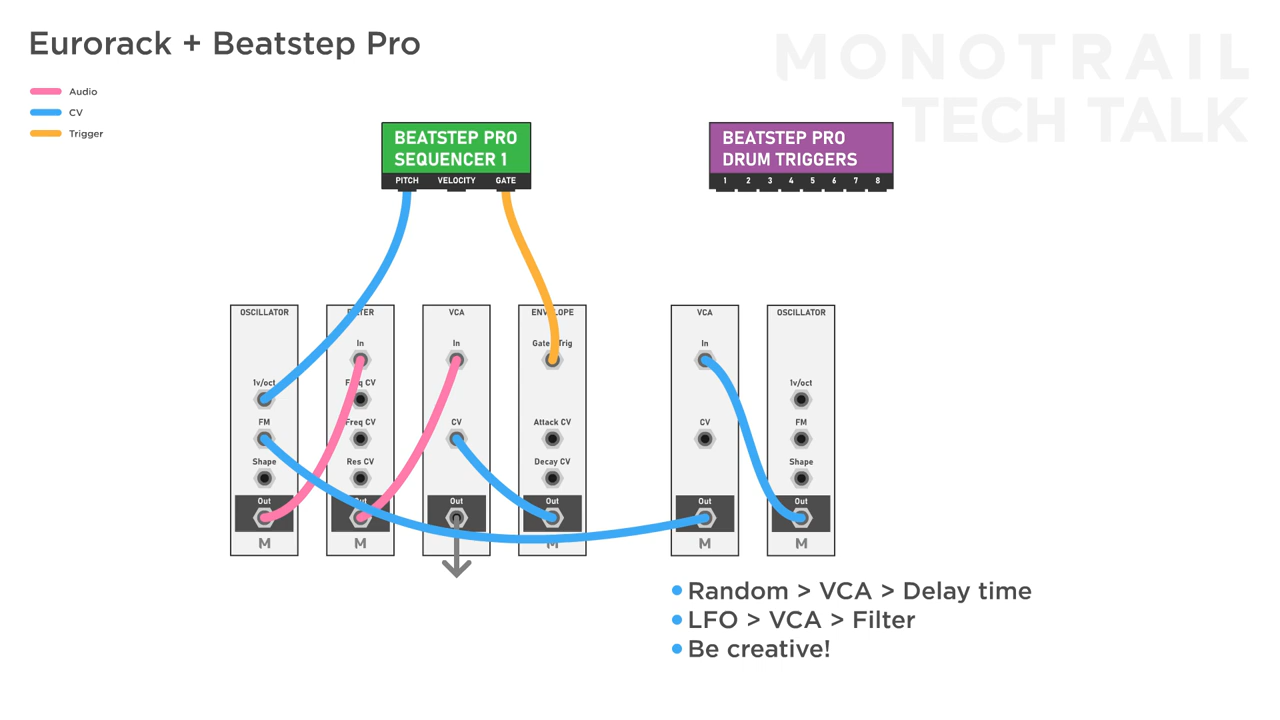 Eurorack + Beatstep Pro
MONOTRAIL
TECH TALK
Audio
CV
Trigger
BEATSTEP PRO
SEQUENCER 1
PITCH VELOCITY GATE
BEATSTEP PRO
DRUM TRIGGERS
1 2 3 4 5 6 7 8
OSCILLATOR
1v/oct
FM
Shape
Out
M
In
Freq CV
Res CV
M
VCA
In
CV
Out
Attack CV
Decay CV
Out
M
VCA
In
CV
Out
M
OSCILLATOR
1v/oct
FM
Shape
Out
M
Random > VCA > Delay time
LFO > VCA > Filter
Be creative!